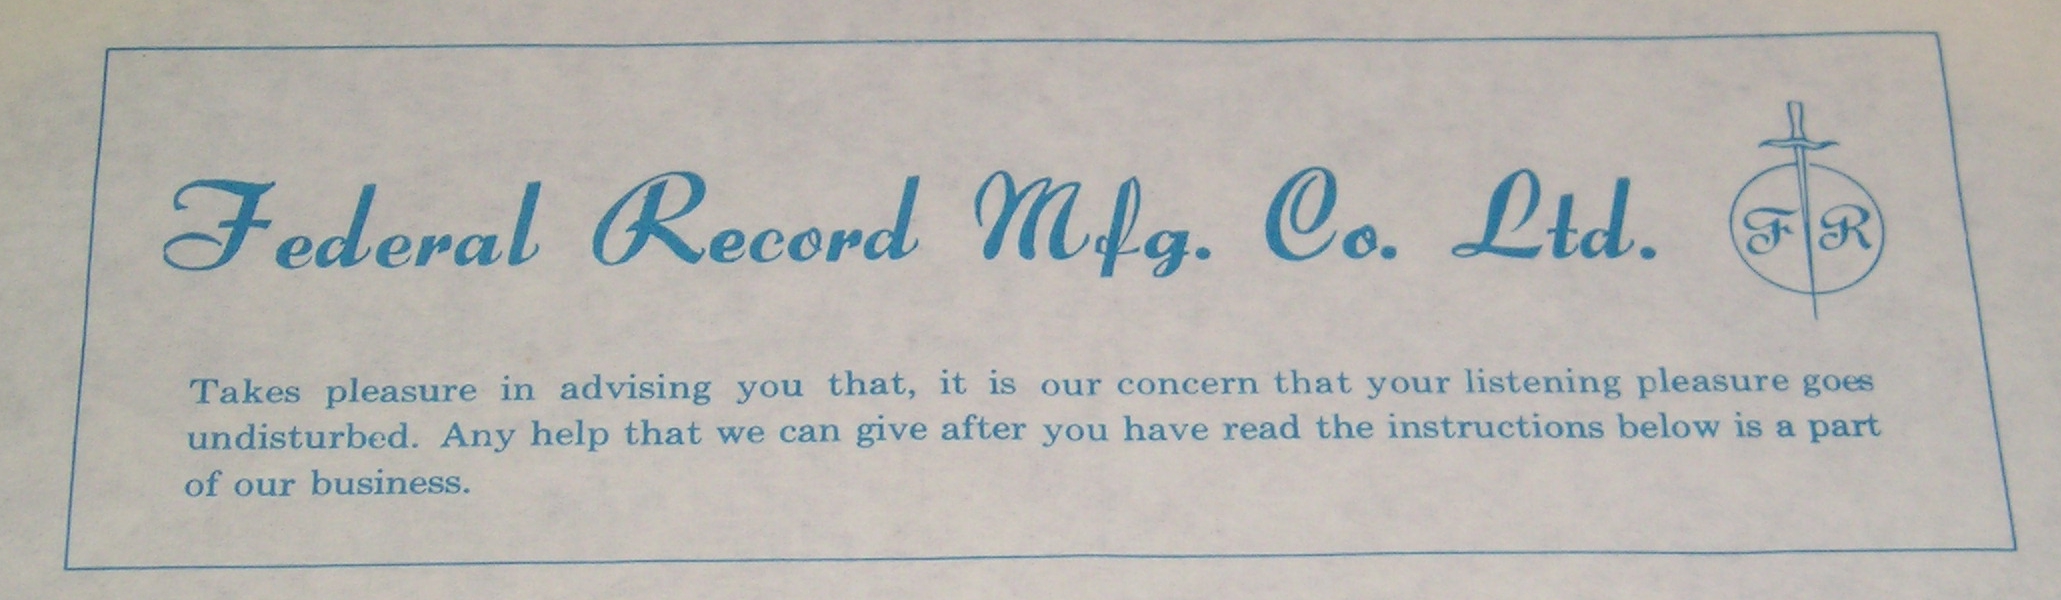 Federal Record Mfg. Co. Ltd.
F R
Takes pleasure in advising you that, it is our concern that your listening pleasure goes
undisturbed. Any help that we can give after you have read the instructions below is a part
of our business.